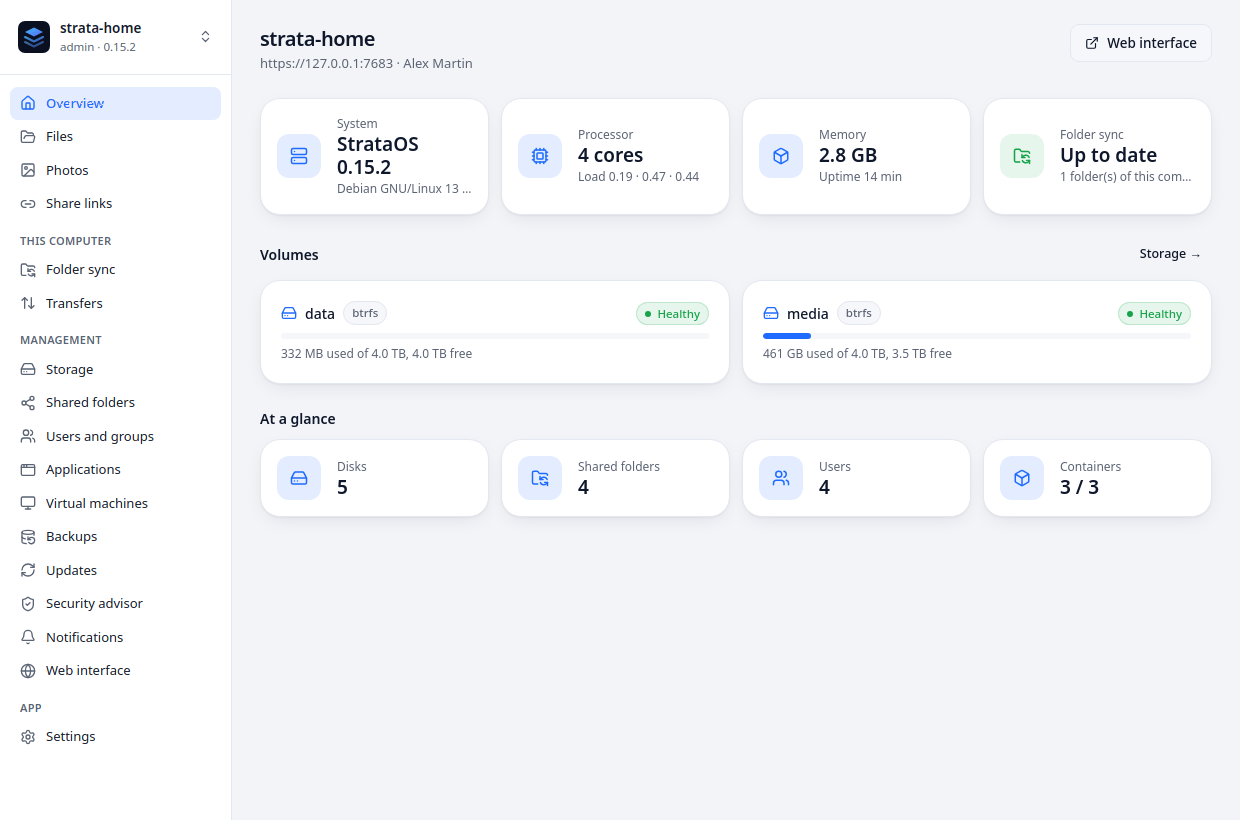 strata-home
admin · 0.15.2
Overview
Files
Photos
Share links
THIS COMPUTER
Folder sync
Transfers
MANAGEMENT
Storage
Shared folders
Users and groups
Applications
Virtual machines
Backups
Updates
Security advisor
Notifications
Web interface
APP
Settings
strata-home
https://127.0.0.1:7683 · Alex Martin
Web interface
System
StrataOS
0.15.2
Debian GNU/Linux 13 ...
Processor
4 cores
Load 0.19 · 0.47 · 0.44
Memory
2.8 GB
Uptime 14 min
Folder sync
Up to date
1 folder(s) of this com...
Volumes
Storage →
data
btrfs
Healthy
332 MB used of 4.0 TB, 4.0 TB free
media
btrfs
Healthy
461 GB used of 4.0 TB, 3.5 TB free
At a glance
Disks
5
Shared folders
4
Users
4
Containers
3 / 3